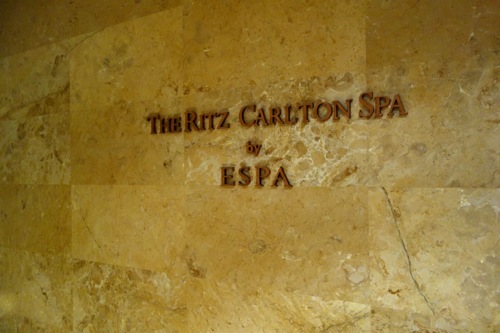 THE RITZ CARLTON SPA
by
ESPA